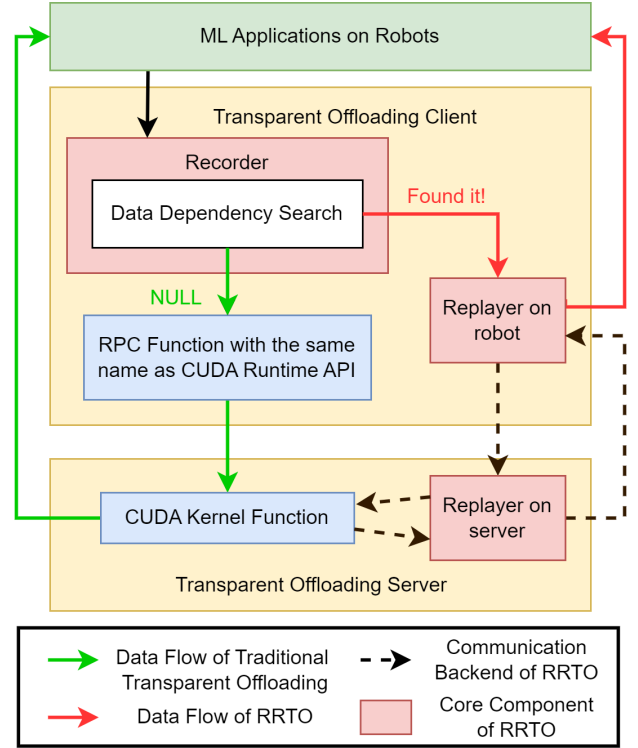 ML Applications on Robots
Transparent Offloading Client
Recorder
Data Dependency Search
Found it!
NULL
Replayer on
robot
RPC Function with the same
name as CUDA Runtime API
CUDA Kernel Function
Replayer on
server
Transparent Offloading Server
Data Flow of Traditional
Transparent Offloading
Communication
Backend of RRTO
Data Flow of RRTO
Core Component
of RRTO